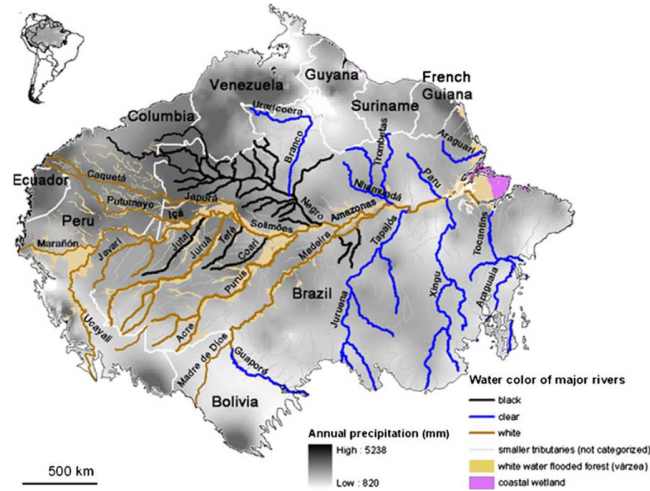 Guyana
French
Guiana
Venezuela
Suriname
Columbia
Uraricoera
Branco
Trombetas
Araguari
Ecuador
Caquetá
Paru
Nhamundá
Putumayo
Japurá
Negro
Içá
Peru
Amazonas
Solimões
Marañón
Javari
Jutaí
Juruá
Tefé
Coari
Madeira
Tapajós
Tocantins
Purus
Xingu
Araguaia
Brazil
Juruena
Ucayali
Acre
Madre de Dios
Guaporé
Bolivia
Water color of major rivers
black
clear
white
smaller tributaries (not categorized)
white water flooded forest (várzea)
coastal wetland
Annual precipitation (mm)
High : 5238
Low : 820
500 km